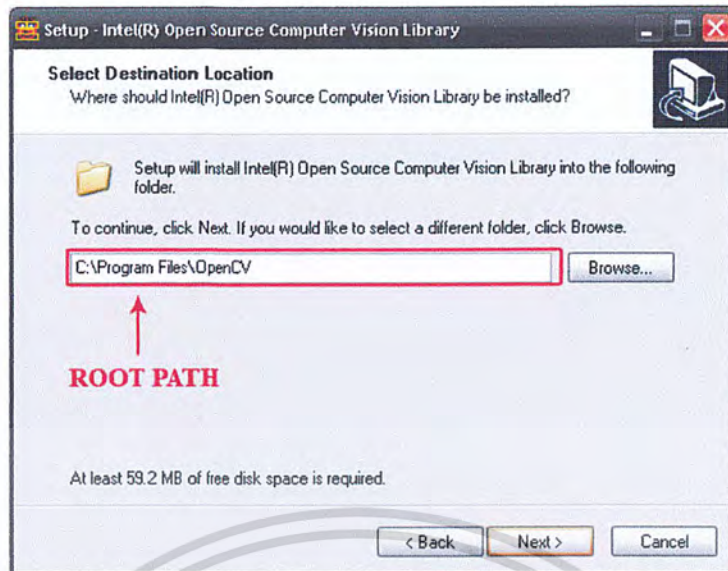 Setup - Intel(R) Open Source Computer Vision Library
Select Destination Location
Where should Intel(R) Open Source Computer Vision Library be installed?
Setup will install Intel(R) Open Source Computer Vision Library into the following
folder.
To continue, click Next. If you would like to select a different folder, click Browse.
C:\Program Files\OpenCV
Browse...
ROOT PATH
At least 59.2 MB of free disk space is required.
< Back
Next >
Cancel